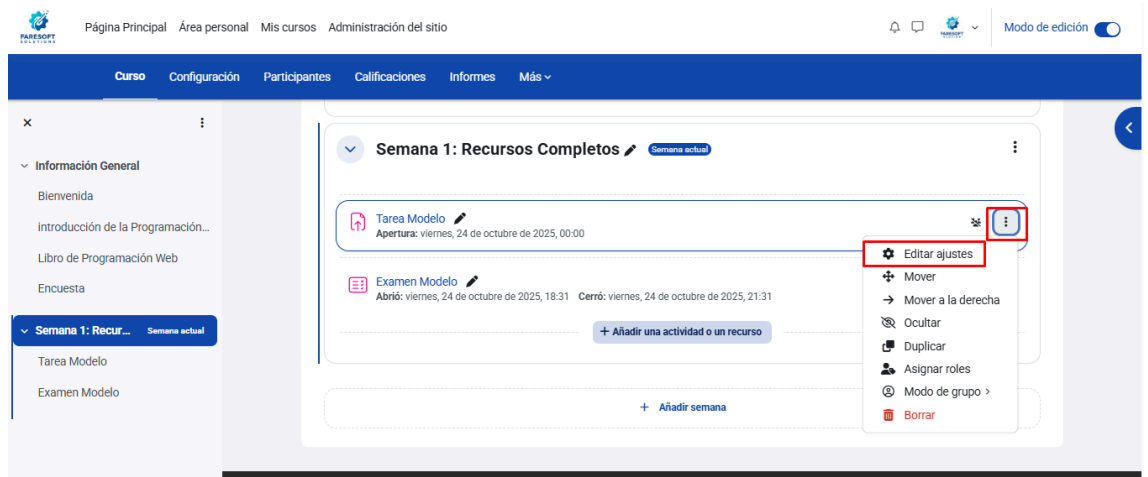 FARESOFT
SOLUTIONS
Página Principal Área personal Mis cursos Administración del sitio
Modo de edición
Curso Configuración Participantes Calificaciones Informes Más
Información General
Bienvenida
introducción de la Programación...
Libro de Programación Web
Encuesta
Semana 1: Recur... Semana actual
Tarea Modelo
Examen Modelo
Semana 1: Recursos Completos Semana actual
Tarea Modelo
Apertura: viernes, 24 de octubre de 2025, 00:00
Examen Modelo
Abrió: viernes, 24 de octubre de 2025, 18:31 Cerró: viernes, 24 de octubre de 2025, 21:31
+ Añadir una actividad o un recurso
+ Añadir semana
Editar ajustes
Mover
Mover a la derecha
Ocultar
Duplicar
Asignar roles
Modo de grupo >
Borrar